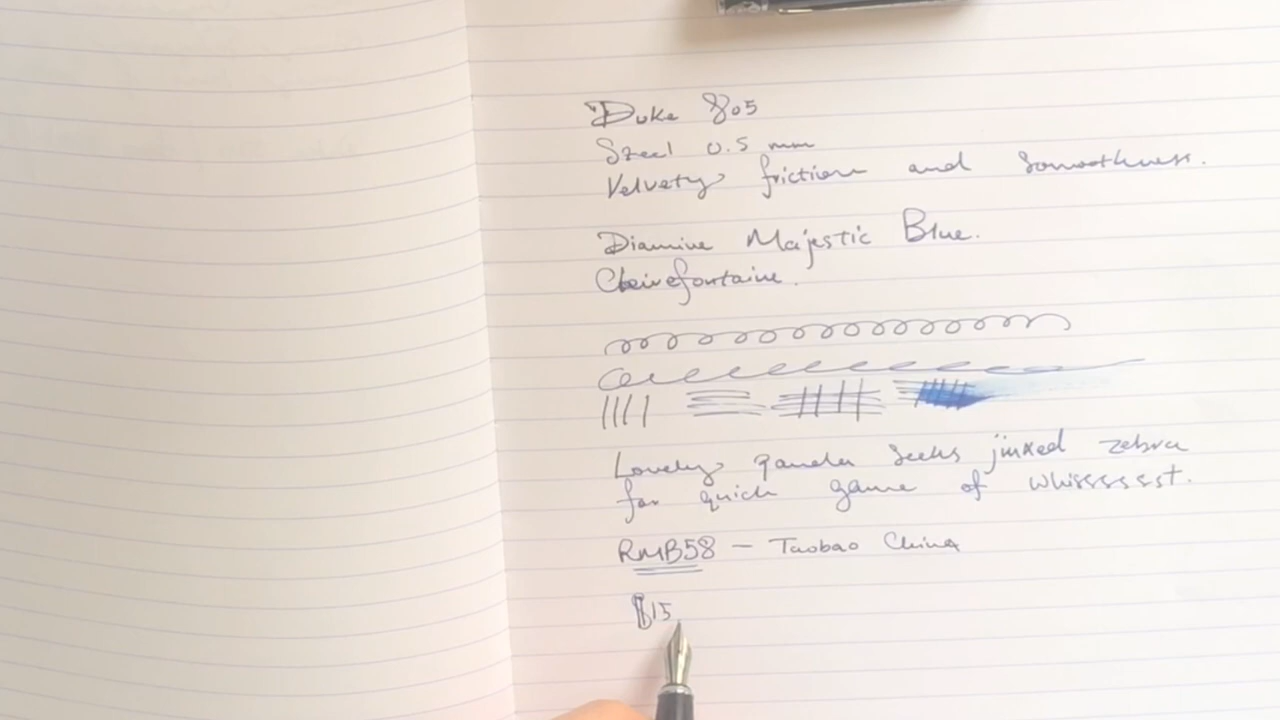 Duke 805
Steel 0.5 mm
Velvety friction and smoothness.
Diamine Majestic Blue.
Clairefontaine.
Lovely panda seeks jinxed zebra
for quick game of whisssssst.
RMB58 - Taobao China
$15